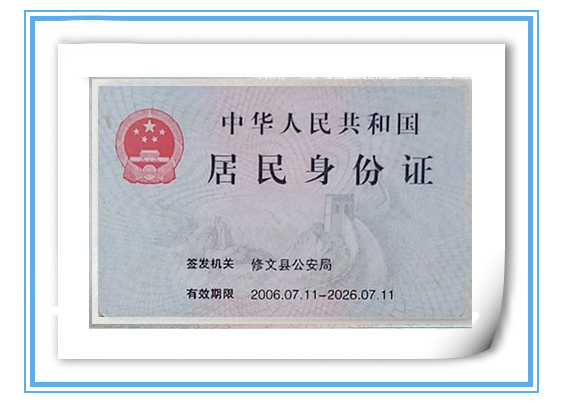 中华人民共和国
居民身份证
签发机关 修文县公安局
有效期限 2006.07.11-2026.07.11